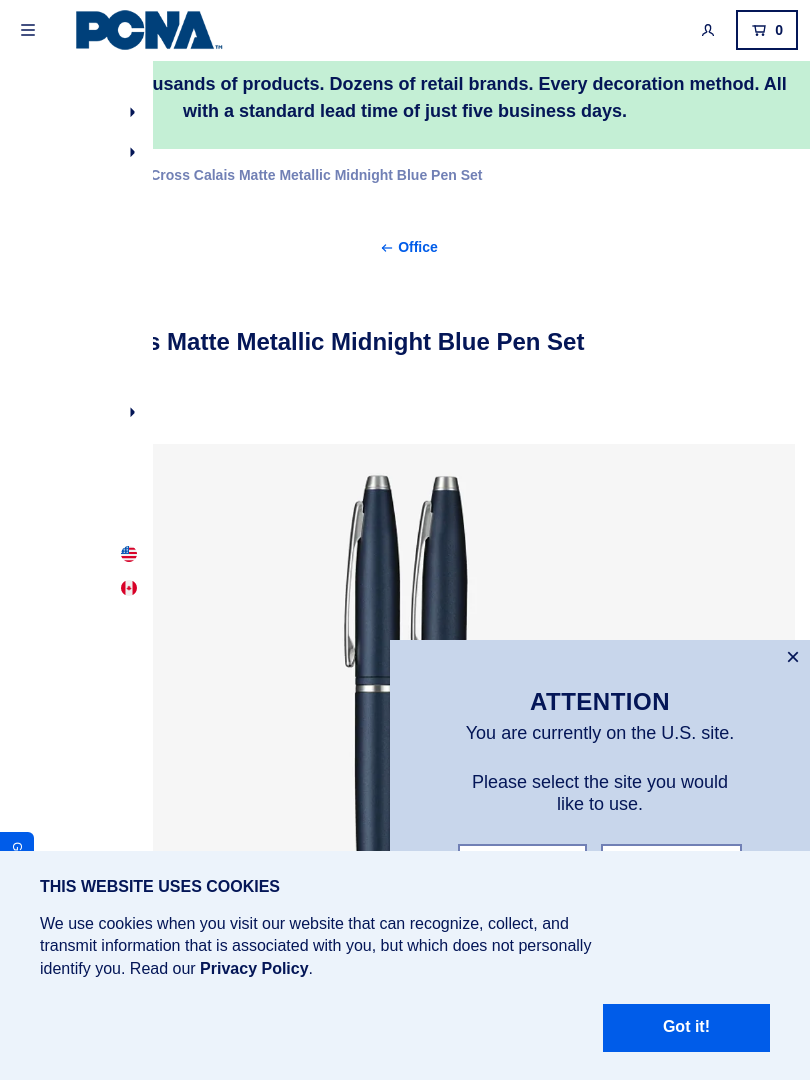 PCNA™
0
usands of products. Dozens of retail brands. Every decoration method. All
with a standard lead time of just five business days.
Cross Calais Matte Metallic Midnight Blue Pen Set
← Office
s Matte Metallic Midnight Blue Pen Set
×
ATTENTION
You are currently on the U.S. site.
Please select the site you would
like to use.
G
THIS WEBSITE USES COOKIES
We use cookies when you visit our website that can recognize, collect, and
transmit information that is associated with you, but which does not personally
identify you. Read our Privacy Policy.
Got it!